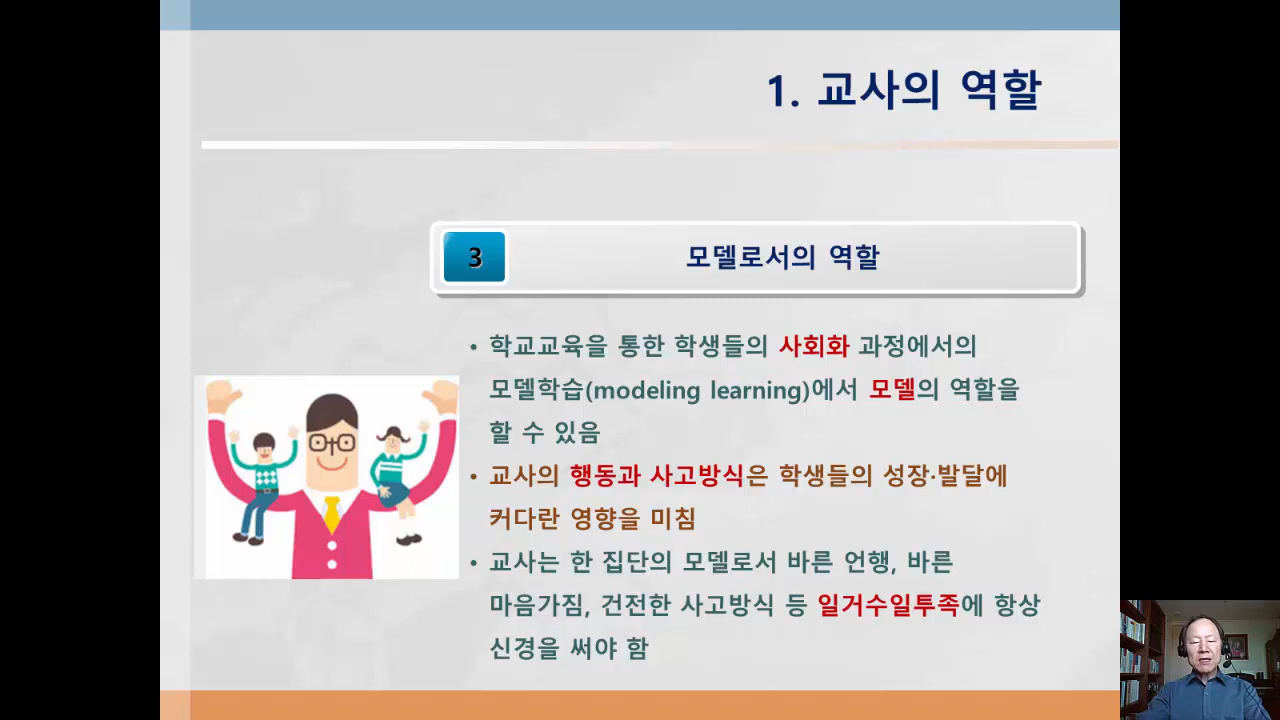 1. 교사의 역할
3
모델로서의 역할
• 학교교육을 통한 학생들의 사회화 과정에서의
모델학습(modeling learning)에서 모델의 역할을
할 수 있음
• 교사의 행동과 사고방식은 학생들의 성장·발달에
커다란 영향을 미침
• 교사는 한 집단의 모델로서 바른 언행, 바른
마음가짐, 건전한 사고방식 등 일거수일투족에 항상
신경을 써야 함